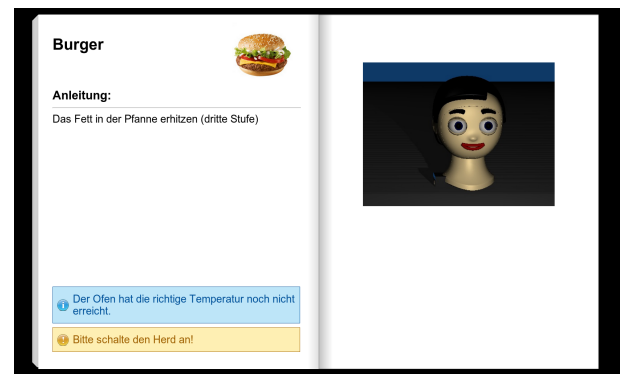 Burger
Anleitung:
Das Fett in der Pfanne erhitzen (dritte Stufe)
Der Ofen hat die richtige Temperatur noch nicht
erreicht.
Bitte schalte den Herd an!